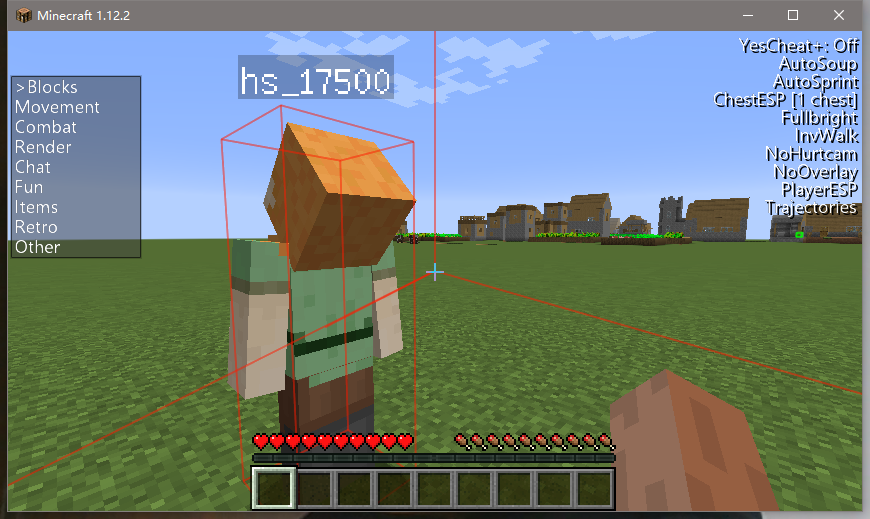 Minecraft 1.12.2
>Blocks
Movement
Combat
Render
Chat
Fun
Items
Retro
Other
hs_17500
YesCheat+: Off
AutoSoup
AutoSprint
ChestESP [1 chest]
Fullbright
InvWalk
NoHurtcam
NoOverlay
PlayerESP
Trajectories